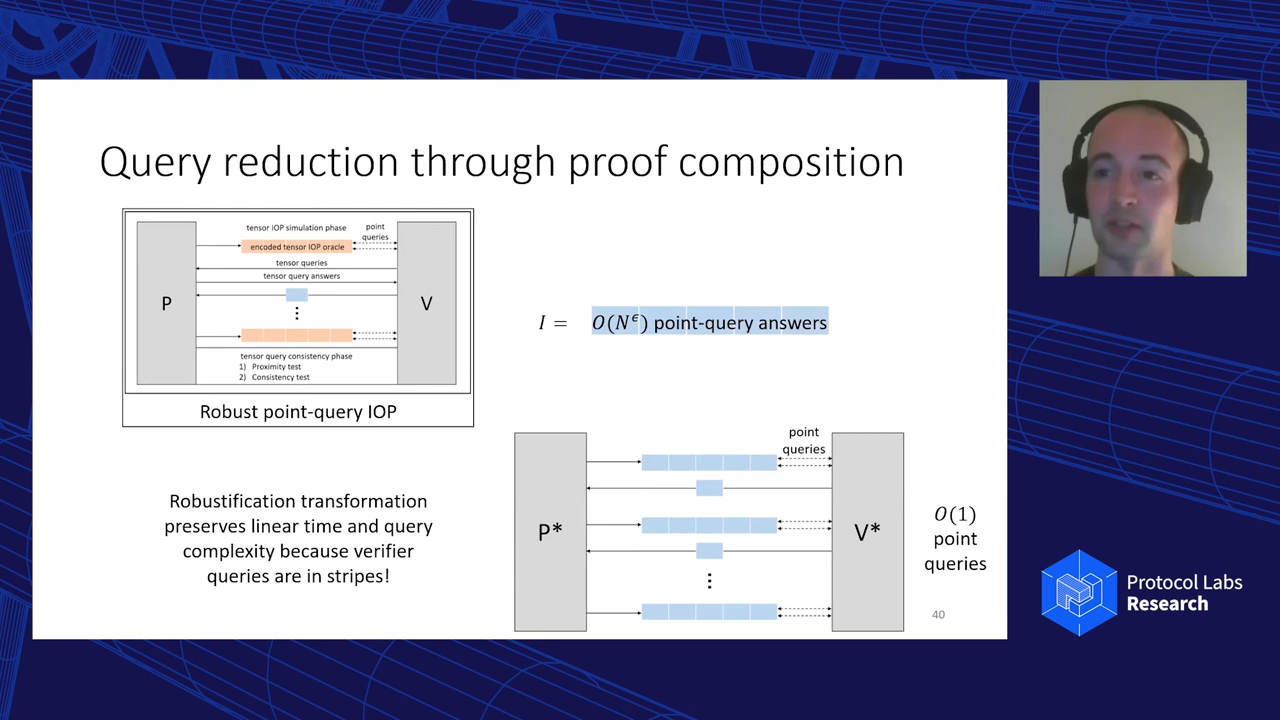 Query reduction through proof composition
tensor IOP simulation phase
point
queries
encoded tensor IOP oracle
tensor queries
tensor query answers
P
V
⋮
tensor query consistency phase
1) Proximity test
2) Consistency test
Robust point-query IOP
I = O(N^ϵ) point-query answers
Robustification transformation
preserves linear time and query
complexity because verifier
queries are in stripes!
point
queries
P*
V*
⋮
O(1)
point
queries
40
Protocol Labs
Research